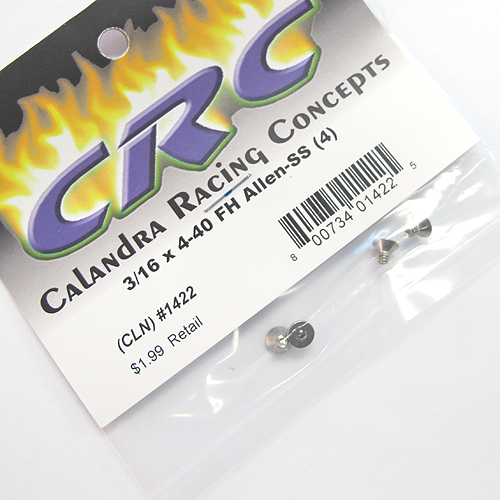 CRC
Calandra Racing Concepts
3/16 x 4-40 FH Allen-SS (4)
8 00734 01422 5
(CLN) #1422
$1.99 Retail